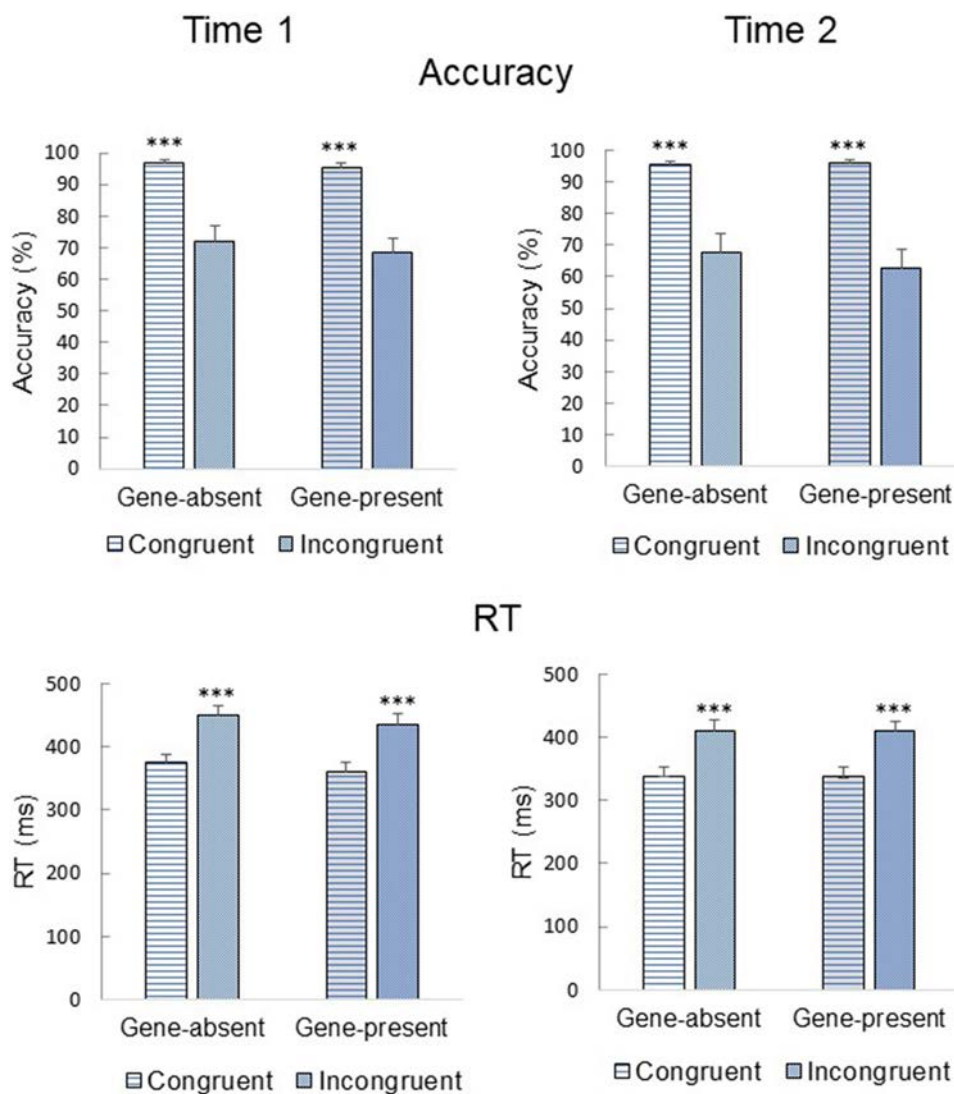 Time 1
Time 2
Accuracy
Accuracy (%)
100
90
80
70
60
50
40
30
20
10
0
***
***
Gene-absent
Gene-present
Congruent
Incongruent
Accuracy (%)
100
90
80
70
60
50
40
30
20
10
0
***
***
Gene-absent
Gene-present
Congruent
Incongruent
RT
RT (ms)
500
400
300
200
100
0
***
***
Gene-absent
Gene-present
Congruent
Incongruent
RT (ms)
500
400
300
200
100
0
***
***
Gene-absent
Gene-present
Congruent
Incongruent